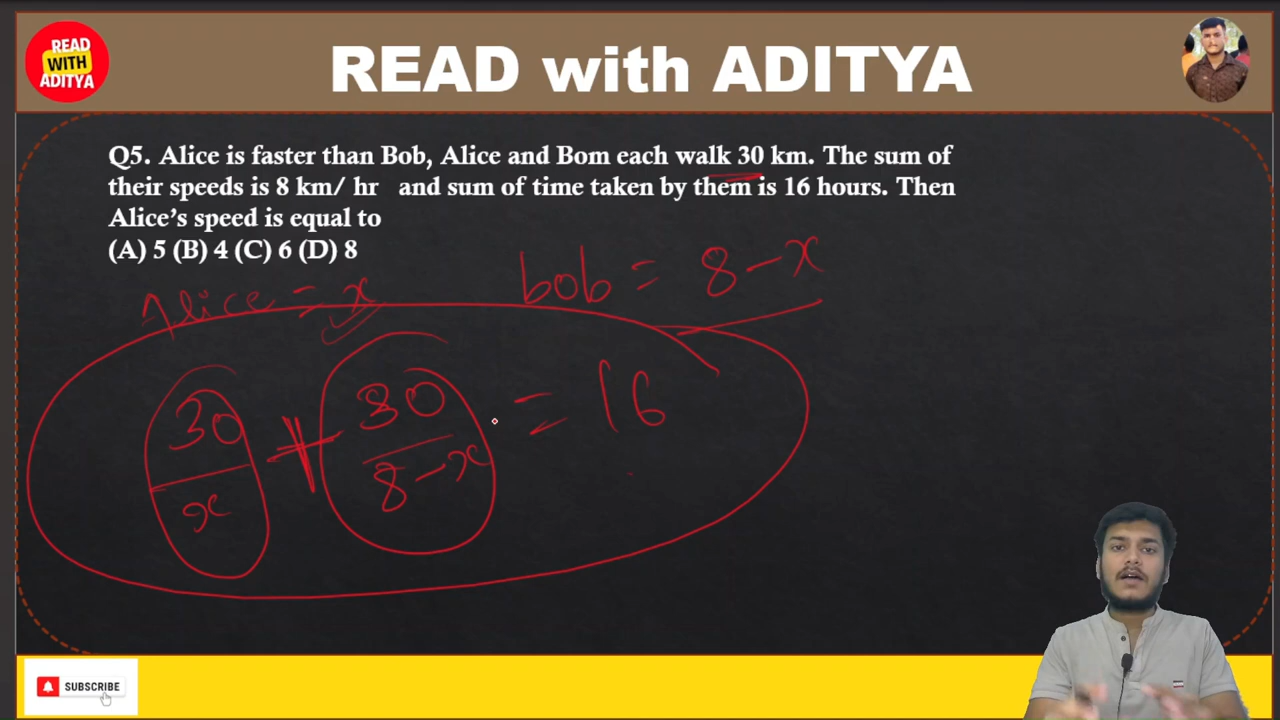 READ
WITH
ADITYA
READ with ADITYA
Q5. Alice is faster than Bob, Alice and Bom each walk 30 km. The sum of
their speeds is 8 km/ hr and sum of time taken by them is 16 hours. Then
Alice’s speed is equal to
(A) 5 (B) 4 (C) 6 (D) 8
Alice = x
bob = 8-x
30/x + 30/8-x = 16
SUBSCRIBE